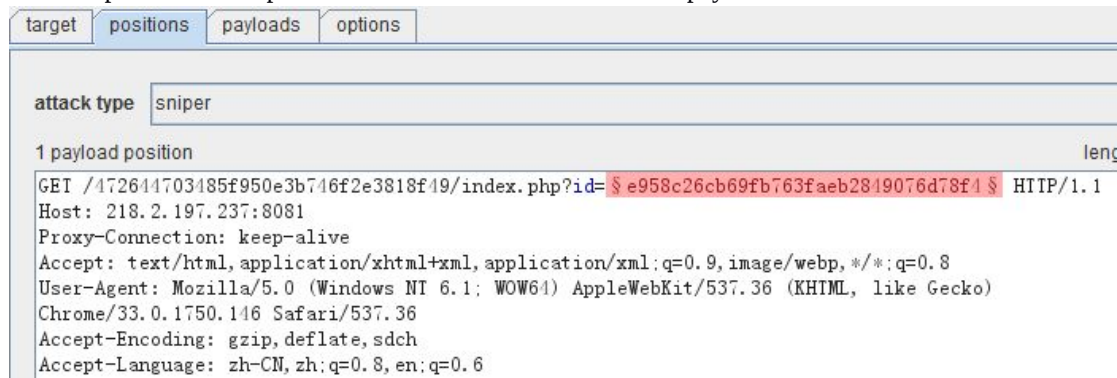 target positions payloads options
attack type sniper
1 payload position leng
GET /472644703485f950e3b746f2e3818f49/index.php?id=§e958c26cb69fb763faeb2849076d78f4§ HTTP/1.1
Host: 218.2.197.237:8081
Proxy-Connection: keep-alive
Accept: text/html,application/xhtml+xml,application/xml;q=0.9,image/webp,*/*;q=0.8
User-Agent: Mozilla/5.0 (Windows NT 6.1; WOW64) AppleWebKit/537.36 (KHTML, like Gecko)
Chrome/33.0.1750.146 Safari/537.36
Accept-Encoding: gzip,deflate,sdch
Accept-Language: zh-CN,zh;q=0.8,en;q=0.6